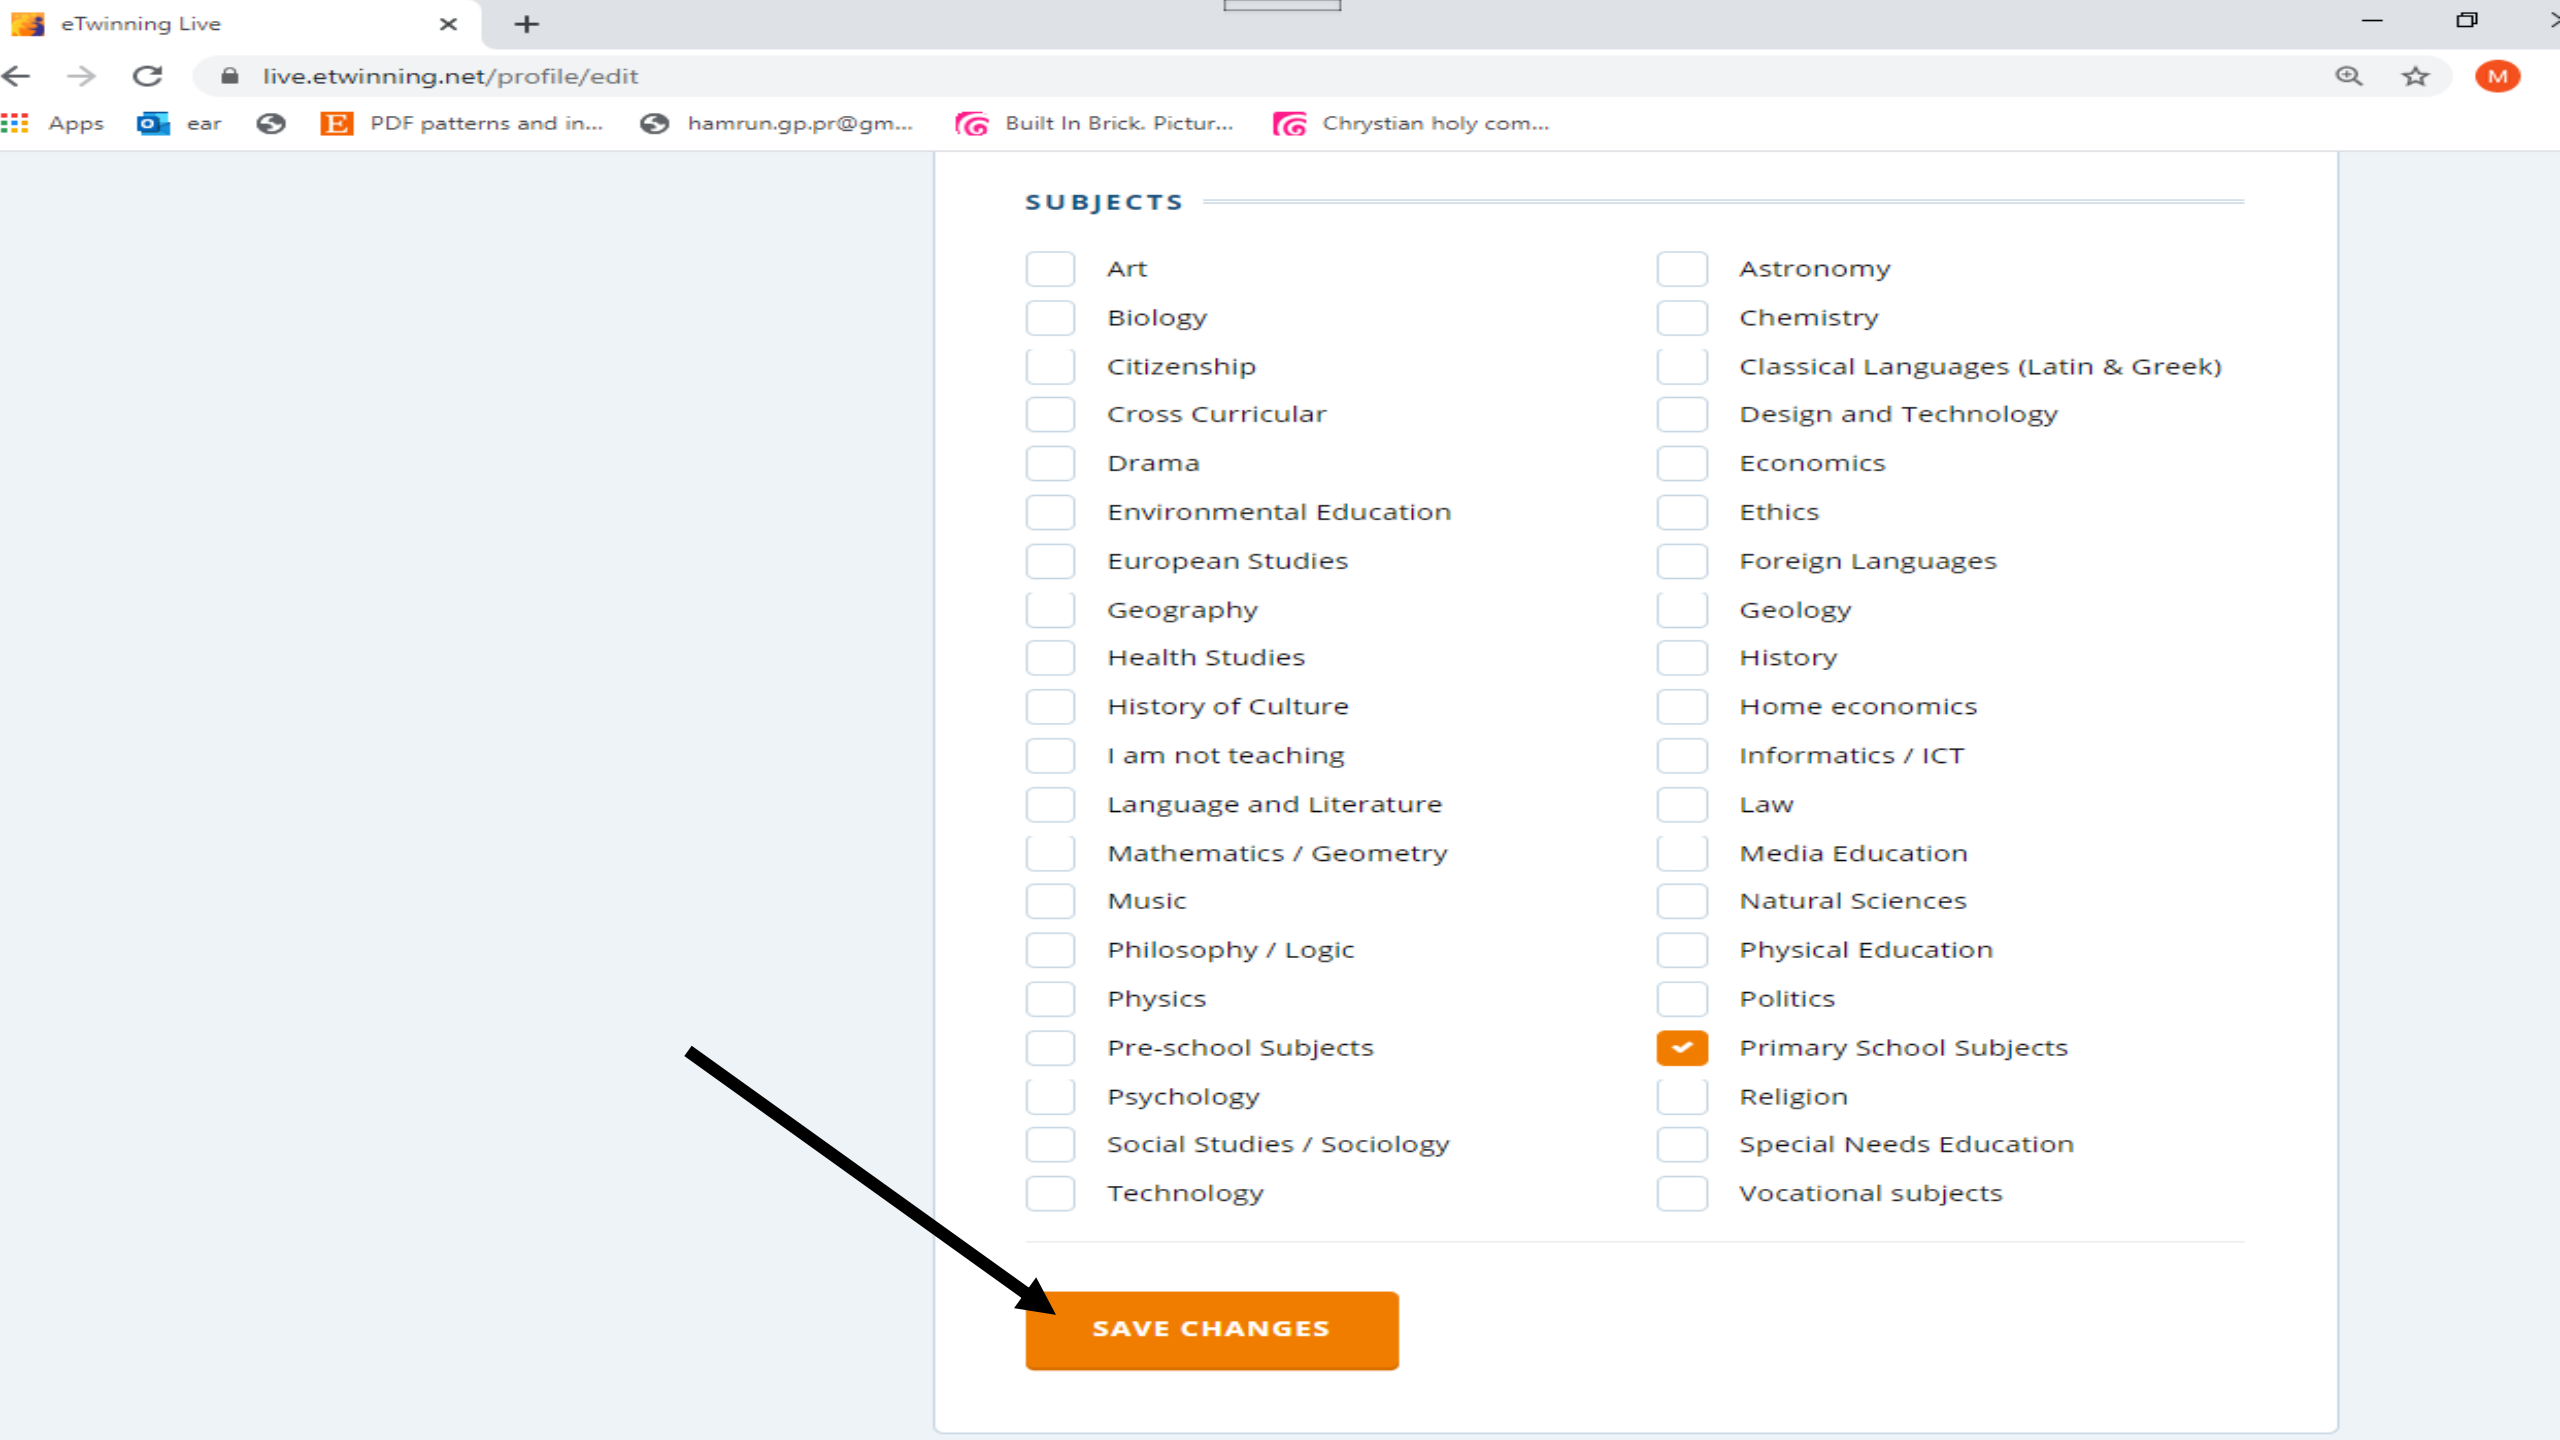 eTwinning Live
live.etwinning.net/profile/edit
M
Apps ear PDF patterns and in... hamrun.gp.pr@gm... Built In Brick. Pictur... Chrystian holy com...
SUBJECTS
Art Astronomy
Biology Chemistry
Citizenship Classical Languages (Latin & Greek)
Cross Curricular Design and Technology
Drama Economics
Environmental Education Ethics
European Studies Foreign Languages
Geography Geology
Health Studies History
History of Culture Home economics
I am not teaching Informatics / ICT
Language and Literature Law
Mathematics / Geometry Media Education
Music Natural Sciences
Philosophy / Logic Physical Education
Physics Politics
Pre-school Subjects Primary School Subjects
Psychology Religion
Social Studies / Sociology Special Needs Education
Technology Vocational subjects
SAVE CHANGES